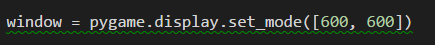 window = pygame.display.set_mode([600, 600])